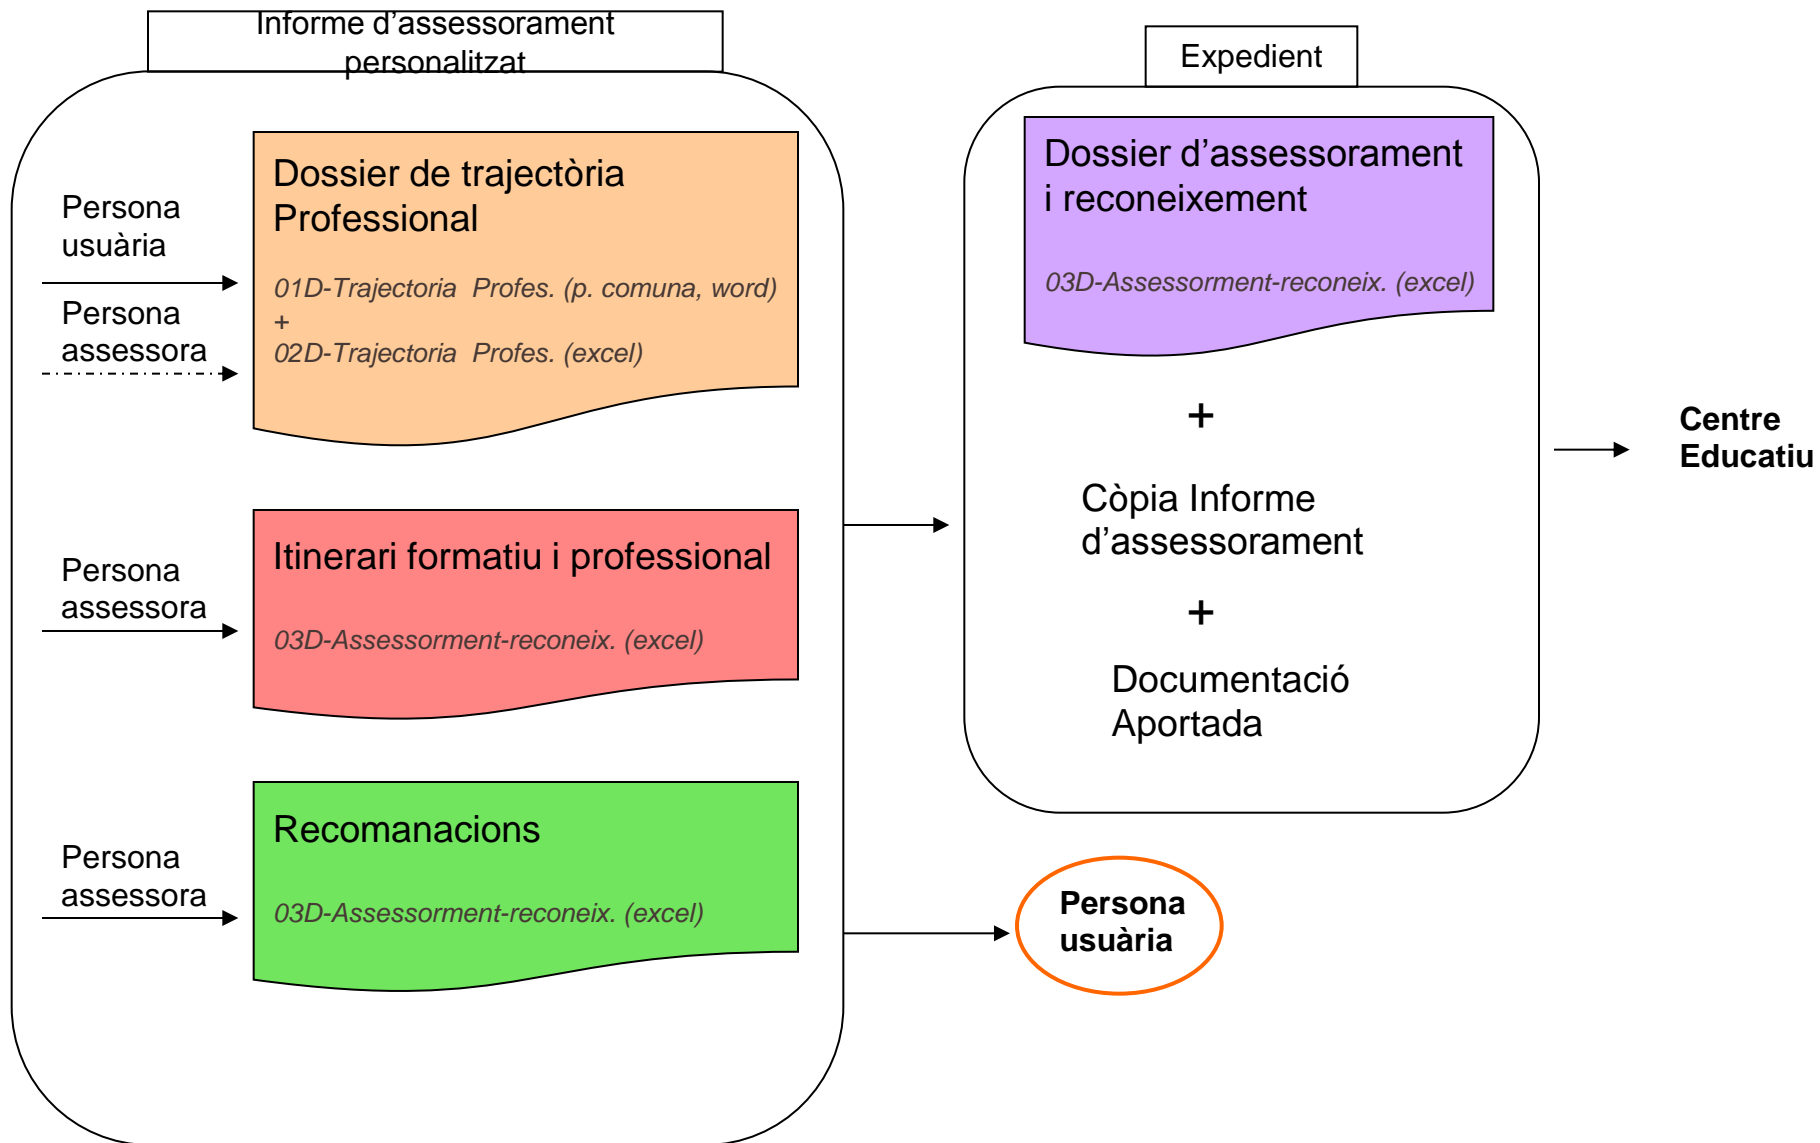 Informe d’assessorament
personalitzat
Persona
usuària
Persona
assessora
Dossier de trajectòria
Professional
01D-Trajectoria Profes. (p. comuna, word)
+
02D-Trajectoria Profes. (excel)
Persona
assessora
Itinerari formatiu i professional
03D-Assessorment-reconeix. (excel)
Persona
assessora
Recomanacions
03D-Assessorment-reconeix. (excel)
Expedient
Dossier d’assessorament
i reconeixement
03D-Assessorment-reconeix. (excel)
+
Còpia Informe
d’assessorament
+
Documentació
Aportada
Persona
usuària
Centre
Educatiu